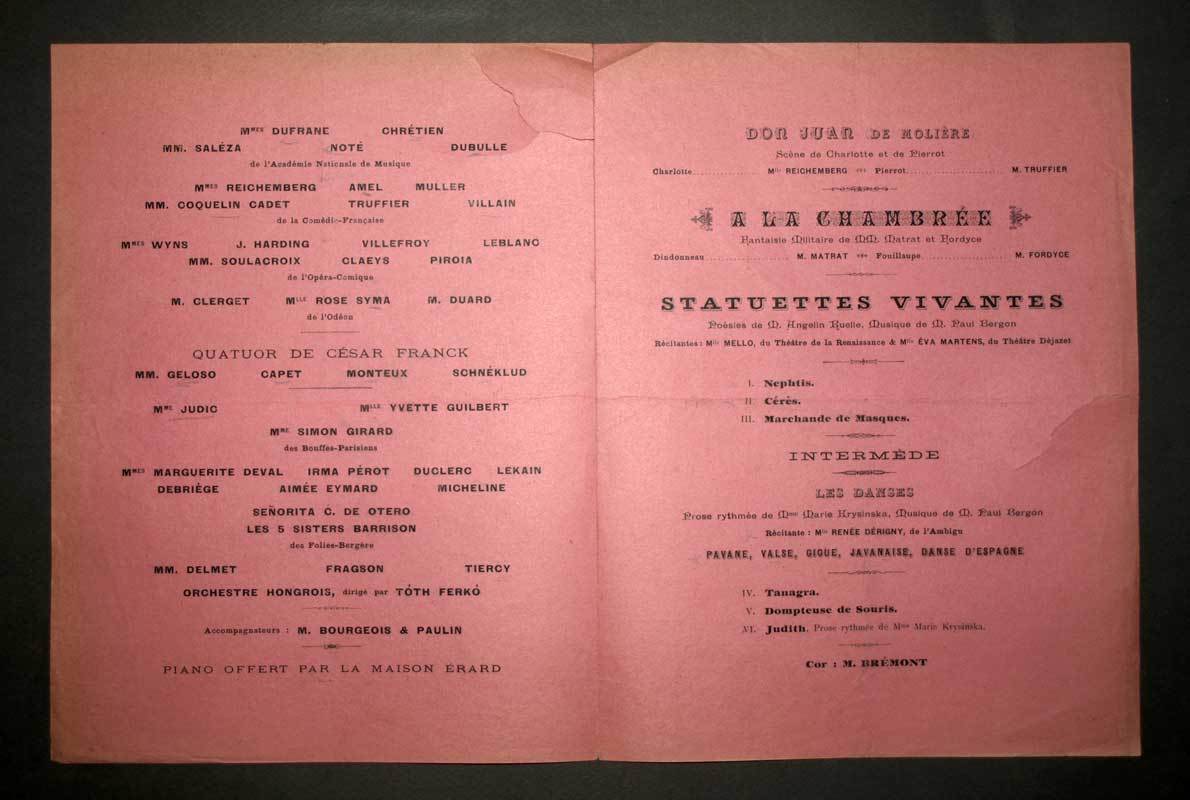 Mmes DUFRANE CHRÉTIEN
MM. SALÉZA NOTÉ DUBULLE
de l'Académie Nationale de Musique
Mmes REICHEMBERG AMEL MULLER
MM. COQUELIN CADET TRUFFIER VILLAIN
de la Comédie-Française
Mmes WYNS J. HARDING VILLEFROY LEBLANC
MM. SOULACROIX CLAEYS PIROIA
de l'Opéra-Comique
M. CLERGET Mlle ROSE SYMA M. DUARD
de l'Odéon
QUATUOR DE CÉSAR FRANCK
MM. GELOSO CAPET MONTEUX SCHNÉKLUD
Mme JUDIC Mlle YVETTE GUILBERT
Mme SIMON GIRARD
des Bouffes-Parisiens
Mmes MARGUERITE DEVAL IRMA PÉROT DUCLERC LEKAIN
DEBRIÈGE AIMÉE EYMARD MICHELINE
SEÑORITA C. DE OTERO
LES 5 SISTERS BARRISON
des Folies-Bergère
MM. DELMET FRAGSON TIERCY
ORCHESTRE HONGROIS, dirigé par TÓTH FERKÓ
Accompagnateurs : M. BOURGEOIS & PAULIN
PIANO OFFERT PAR LA MAISON ÉRARD
DON JUAN DE MOLIÈRE
Scène de Charlotte et de Pierrot
Charlotte............... Mlle REICHEMBERG Pierrot...................... M. TRUFFIER
A LA CHAMBRÉE
Fantaisie Militaire de MM. Matrat et Fordyce
Dindonneau.................... M. MATRAT Fouillaupe..................... M. FORDYCE
STATUETTES VIVANTES
Poésies de M. Angelin Ruelle, Musique de M. Paul Bergon
Récitantes : Mlle MELLO, du Théâtre de la Renaissance & Mlle ÉVA MARTENS, du Théâtre Déjazet
I. Nephtis.
II. Cérès.
III. Marchande de Masques.
INTERMÈDE
LES DANSES
Prose rythmée de Mme Marie Krysinska, Musique de M. Paul Bergon
Récitante : Mlle RENÉE DÉRIGNY, de l'Ambigu
PAVANE, VALSE, GIGUE, JAVANAISE, DANSE D'ESPAGNE
IV. Tanagra.
V. Dompteuse de Souris.
VI. Judith. Prose rythmée de Mme Marie Krysinska.
Cor : M. BRÉMONT